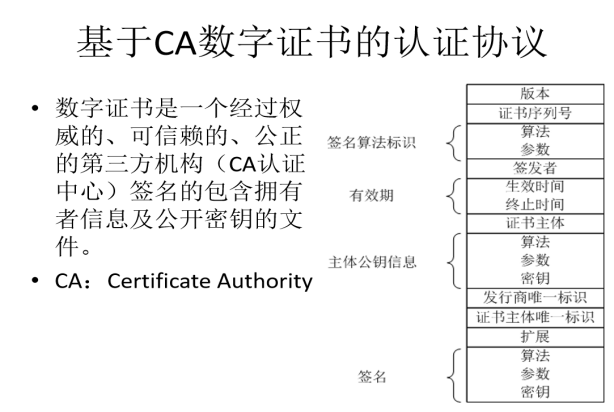 基于CA数字证书的认证协议
• 数字证书是一个经过权
威的、可信赖的、公正
的第三方机构（CA认证
中心）签名的包含拥有
者信息及公开密钥的文
件。
• CA：Certificate Authority
版本
证书序列号
签名算法标识
算法
参数
签发者
有效期
生效时间
终止时间
证书主体
主体公钥信息
算法
参数
密钥
发行商唯一标识
证书主体唯一标识
扩展
签名
算法
参数
密钥